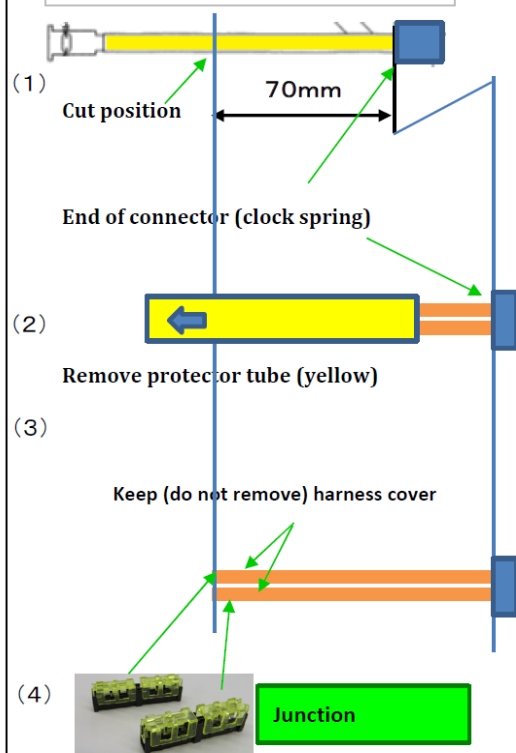 (1)
70mm
Cut position
End of connector (clock spring)
(2)
Remove protector tube (yellow)
(3)
Keep (do not remove) harness cover
(4)
Junction